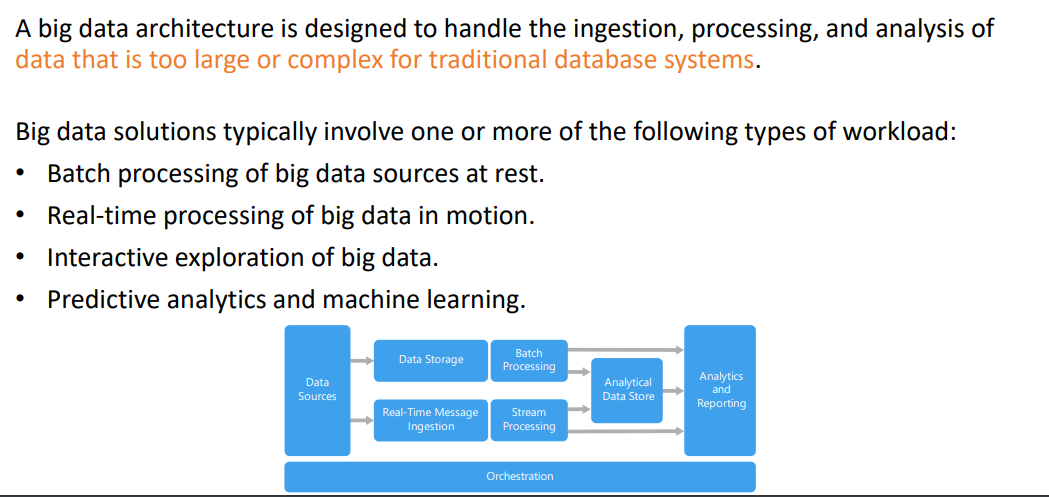 A big data architecture is designed to handle the ingestion, processing, and analysis of
data that is too large or complex for traditional database systems.
Big data solutions typically involve one or more of the following types of workload:
• Batch processing of big data sources at rest.
• Real-time processing of big data in motion.
• Interactive exploration of big data.
• Predictive analytics and machine learning.
Data
Sources
Data Storage
Batch
Processing
Real-Time Message
Ingestion
Stream
Processing
Analytical
Data Store
Analytics
and
Reporting
Orchestration